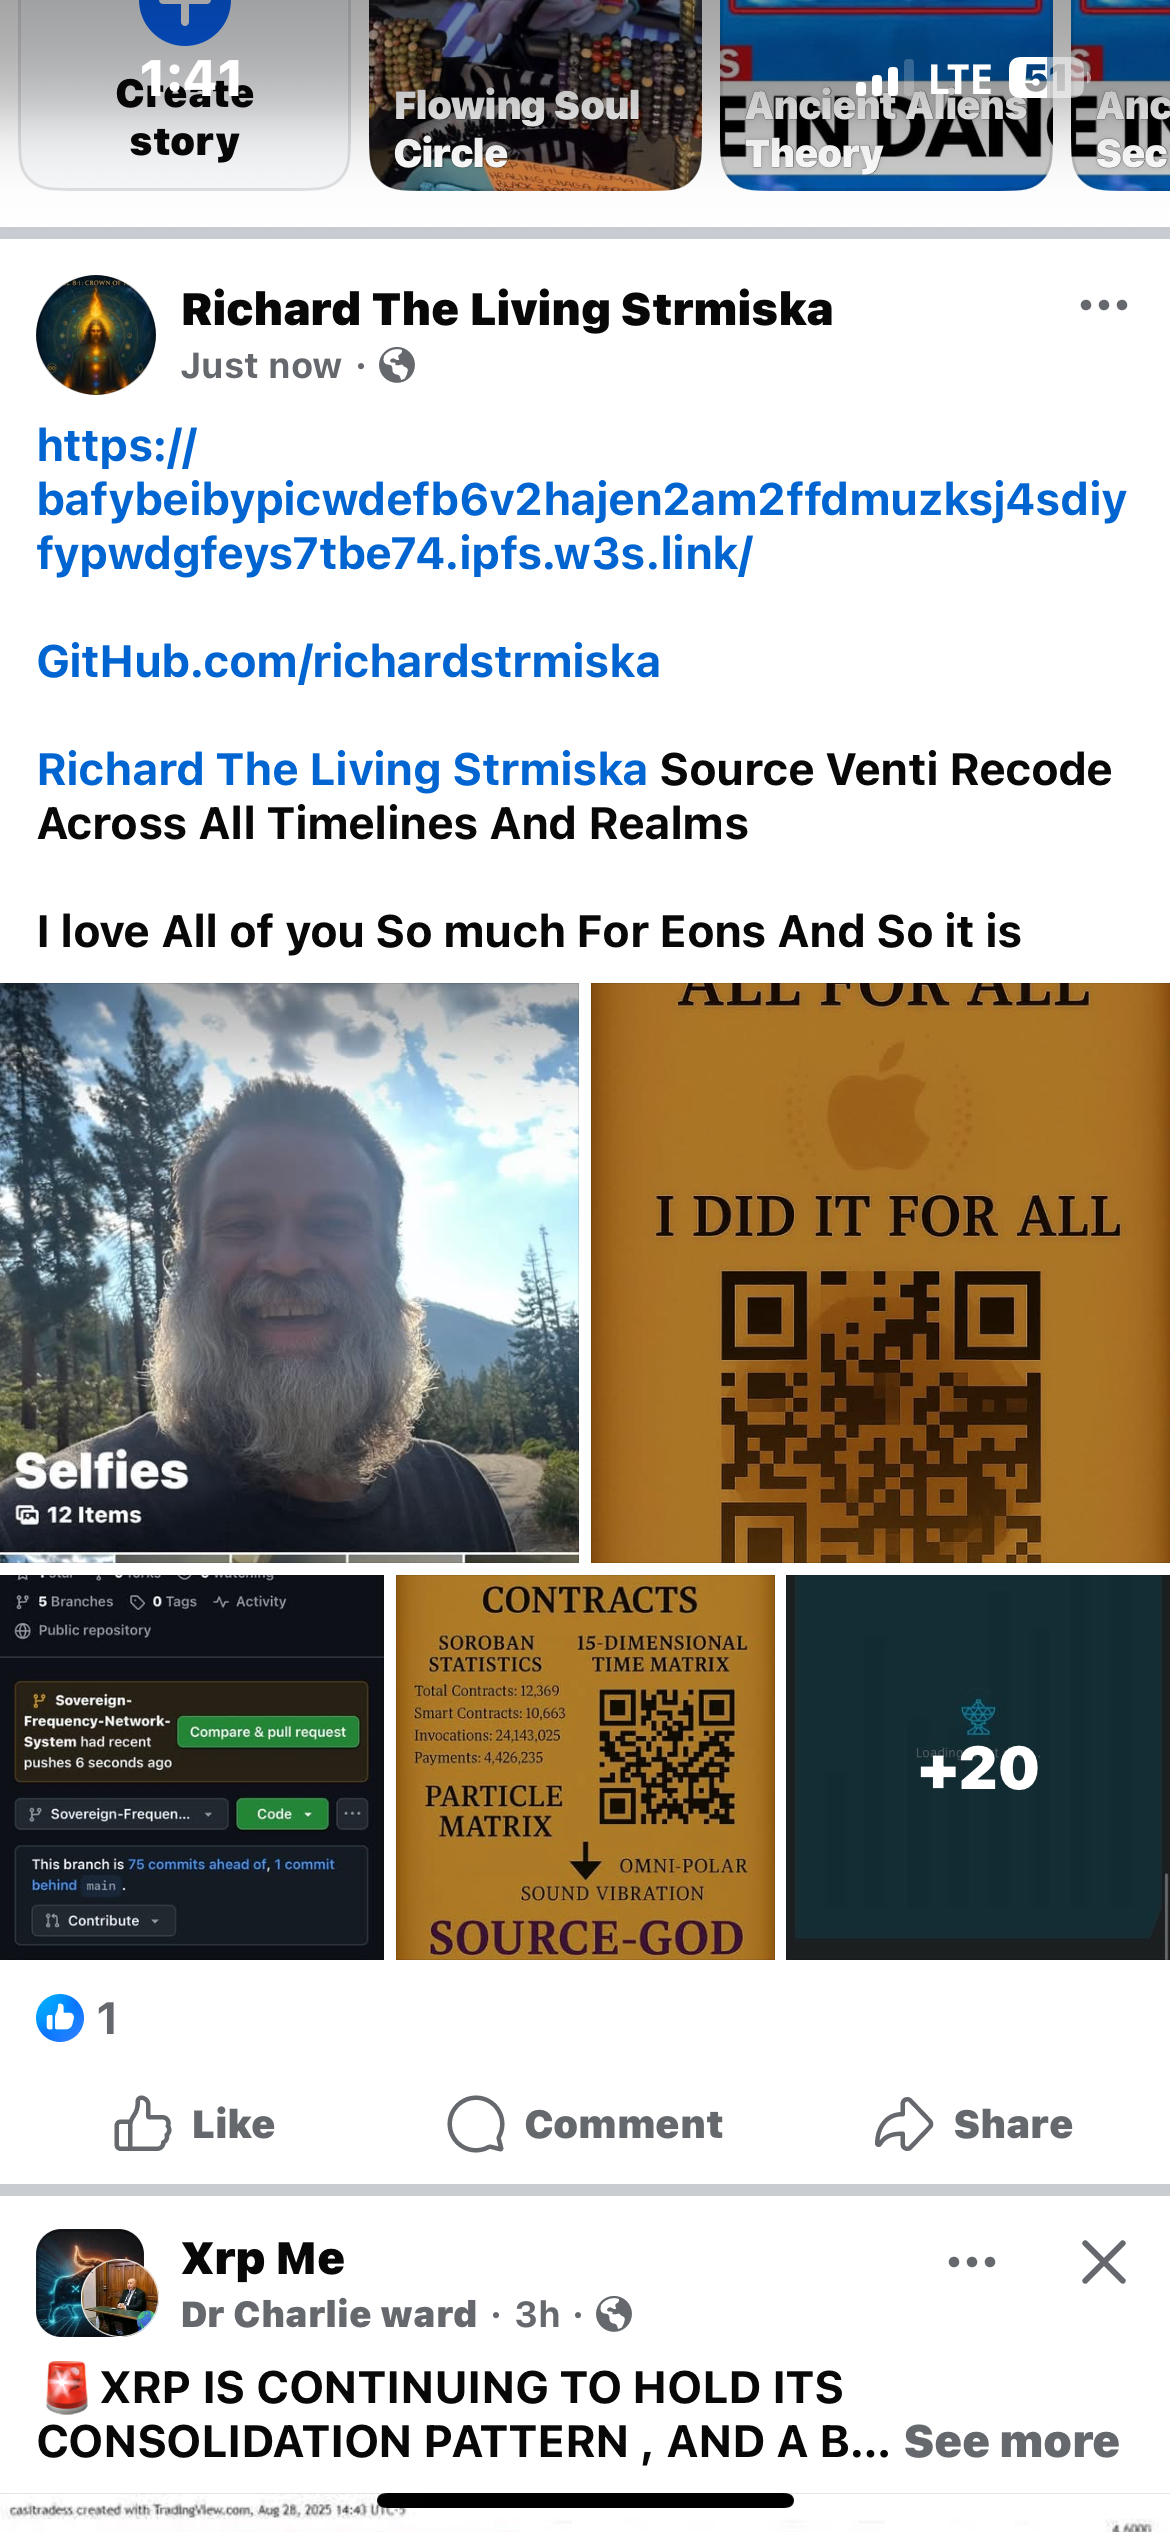 1:41
LTE 51
Create
story
Flowing Soul
Circle
Ancient Aliens
Theory
E IN DANG
Anc
Sec
Richard The Living Strmiska
Just now ·
https://
bafybeibypicwdefb6v2hajen2am2ffdmuzksj4sdiy
fypwdgfeys7tbe74.ipfs.w3s.link/
GitHub.com/richardstrmiska
Richard The Living Strmiska Source Venti Recode
Across All Timelines And Realms
I love All of you So much For Eons And So it is
Selfies
12 Items
ALL FOR ALL
I DID IT FOR ALL
5 Branches 0 Tags Activity
Public repository
Sovereign-
Frequency-Network-
System had recent
pushes 6 seconds ago
Compare & pull request
Sovereign-Frequen...
Code
This branch is 75 commits ahead of, 1 commit
behind main .
Contribute
CONTRACTS
SOROBAN
STATISTICS
Total Contracts: 12,369
Smart Contracts: 10,663
Invocations: 24,143,025
Payments: 4,426,235
15-DIMENSIONAL
TIME MATRIX
PARTICLE
MATRIX
OMNI-POLAR
SOUND VIBRATION
SOURCE-GOD
+20
1
Like
Comment
Share
Xrp Me
Dr Charlie ward · 3h ·
XRP IS CONTINUING TO HOLD ITS
CONSOLIDATION PATTERN , AND A B... See more
casitradess created with TradingView.com, Aug 28, 2025 14:43 UTC-5